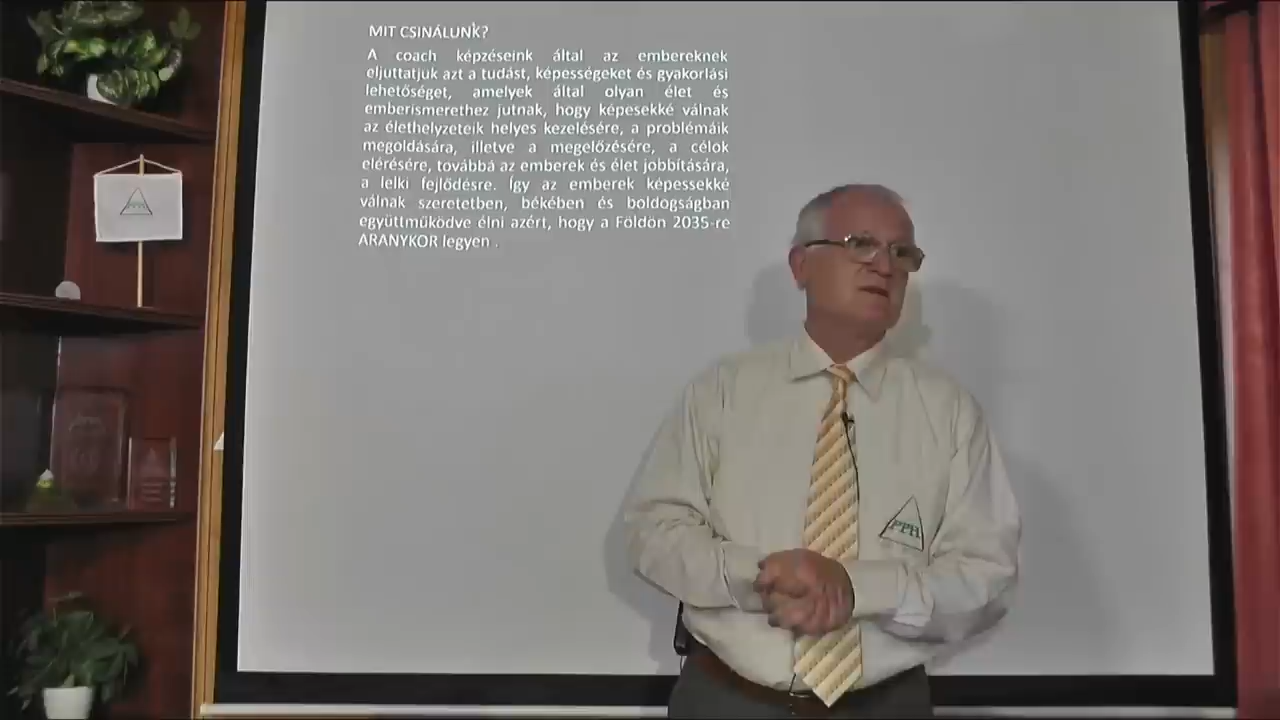 MIT CSINÁLUNK?
A coach képzéseink által az embereknek
eljuttatjuk azt a tudást, képességeket és gyakorlási
lehetőséget, amelyek által olyan élet és
emberismerethez jutnak, hogy képesekké válnak
az élethelyzeteik helyes kezelésére, a problémáik
megoldására, illetve a megelőzésére, a célok
elérésére, továbbá az emberek és élet jobbítására,
a lelki fejlődésre. Így az emberek képessekké
válnak szeretetben, békében és boldogságban
együttműködve élni azért, hogy a Földön 2035-re
ARANYKOR legyen .
PPH